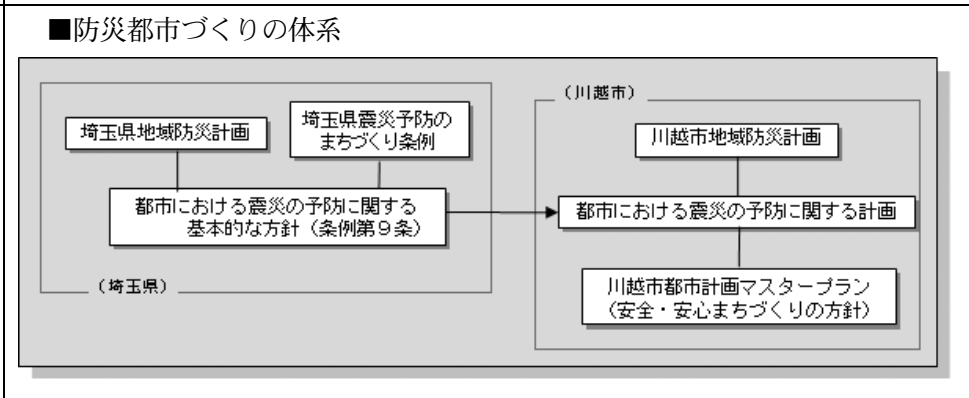 ■防災都市づくりの体系
埼玉県地域防災計画
埼玉県震災予防の
まちづくり条例
都市における震災の予防に関する
基本的な方針（条例第９条）
（埼玉県）
（川越市）
川越市地域防災計画
都市における震災の予防に関する計画
川越市都市計画マスタープラン
（安全・安心まちづくりの方針）